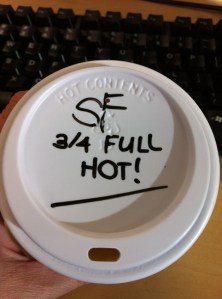 HOT CONTENTS
SF
3/4 FULL
HOT!